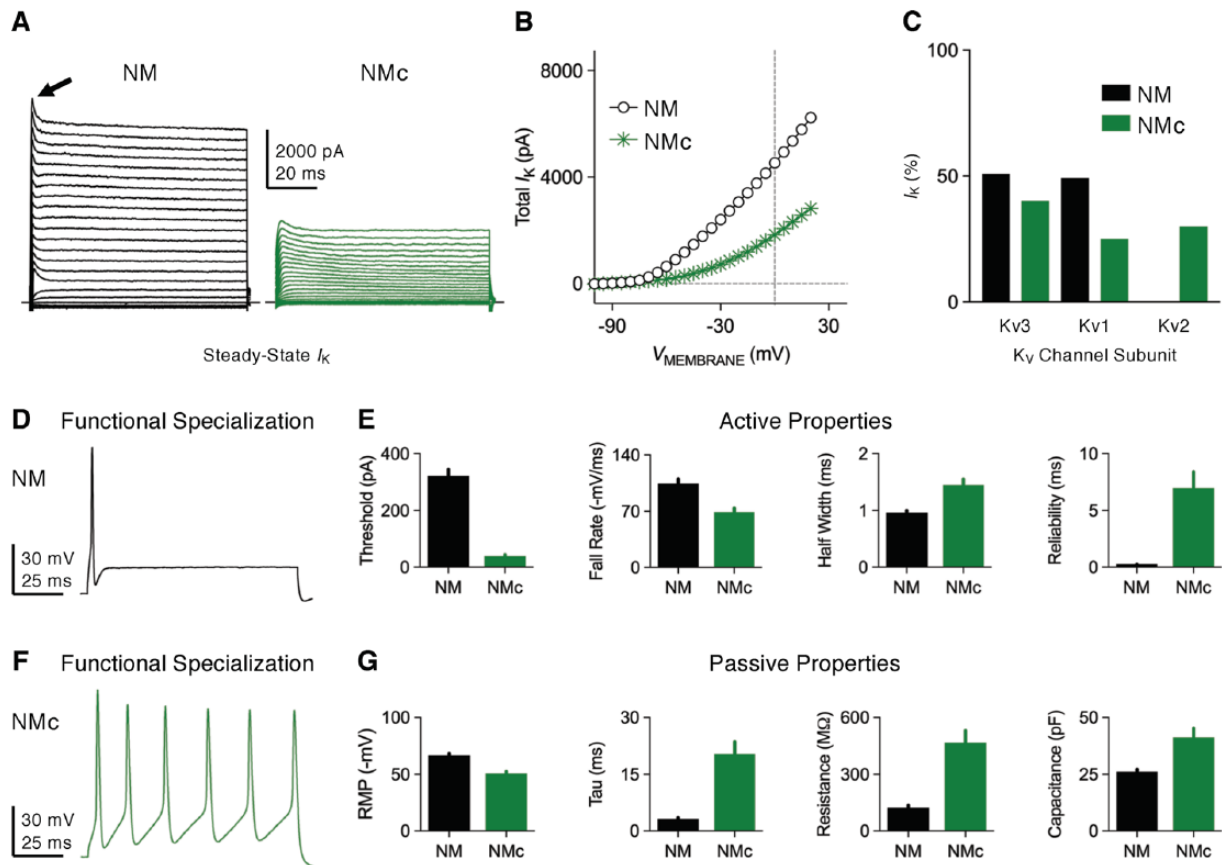 A
NM
NMc
2000 pA
20 ms
Steady-State IK
B
Total IK (pA)
8000
4000
0
NM
NMc
-90
-30
30
VMEMBRANE (mV)
C
IK (%)
100
50
0
NM
NMc
Kv3
Kv1
Kv2
KV Channel Subunit
D
Functional Specialization
NM
30 mV
25 ms
E
Active Properties
Threshold (pA)
400
200
0
NM
NMc
Fall Rate (-mV/ms)
140
70
0
NM
NMc
Half Width (ms)
2
1
0
NM
NMc
Reliability (ms)
10
5
0
NM
NMc
F
Functional Specialization
NMc
30 mV
25 ms
G
Passive Properties
RMP (-mV)
100
50
0
NM
NMc
Tau (ms)
30
15
0
NM
NMc
Resistance (MΩ)
600
300
0
NM
NMc
Capacitance (pF)
50
25
0
NM
NMc